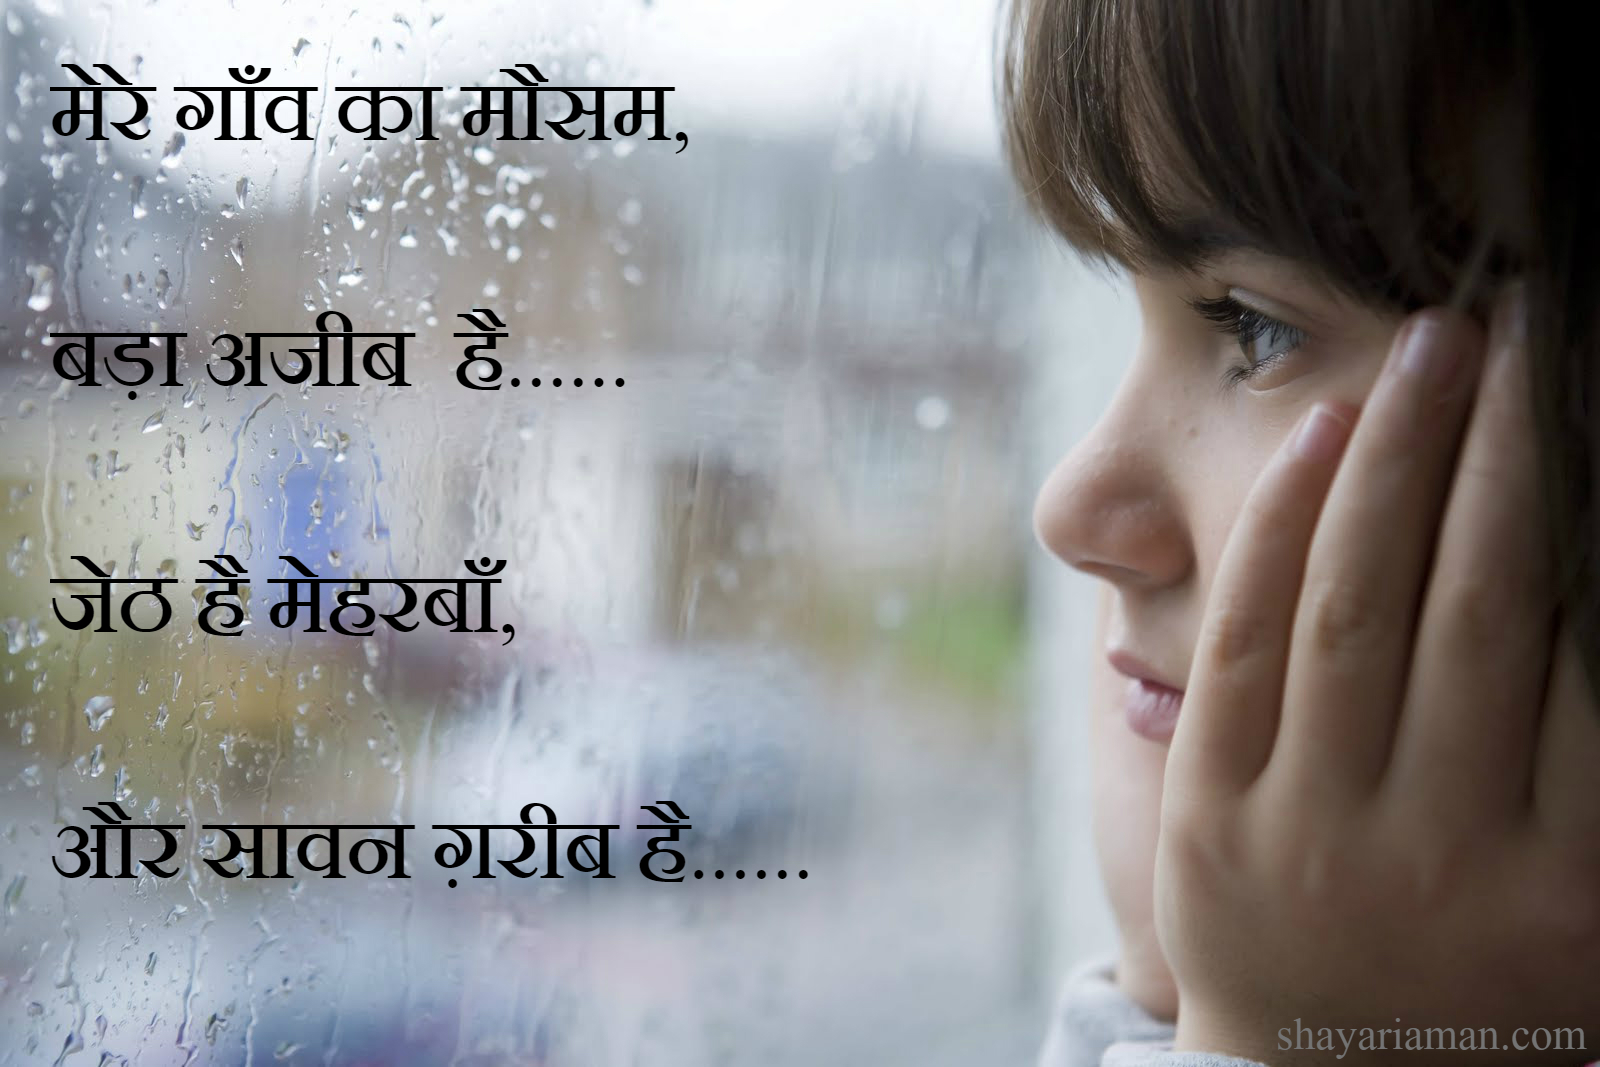 मेरे गाँव का मौसम,
बड़ा अजीब है......
जेठ है मेहरबाँ,
और सावन ग़रीब है......
shayariaman.com